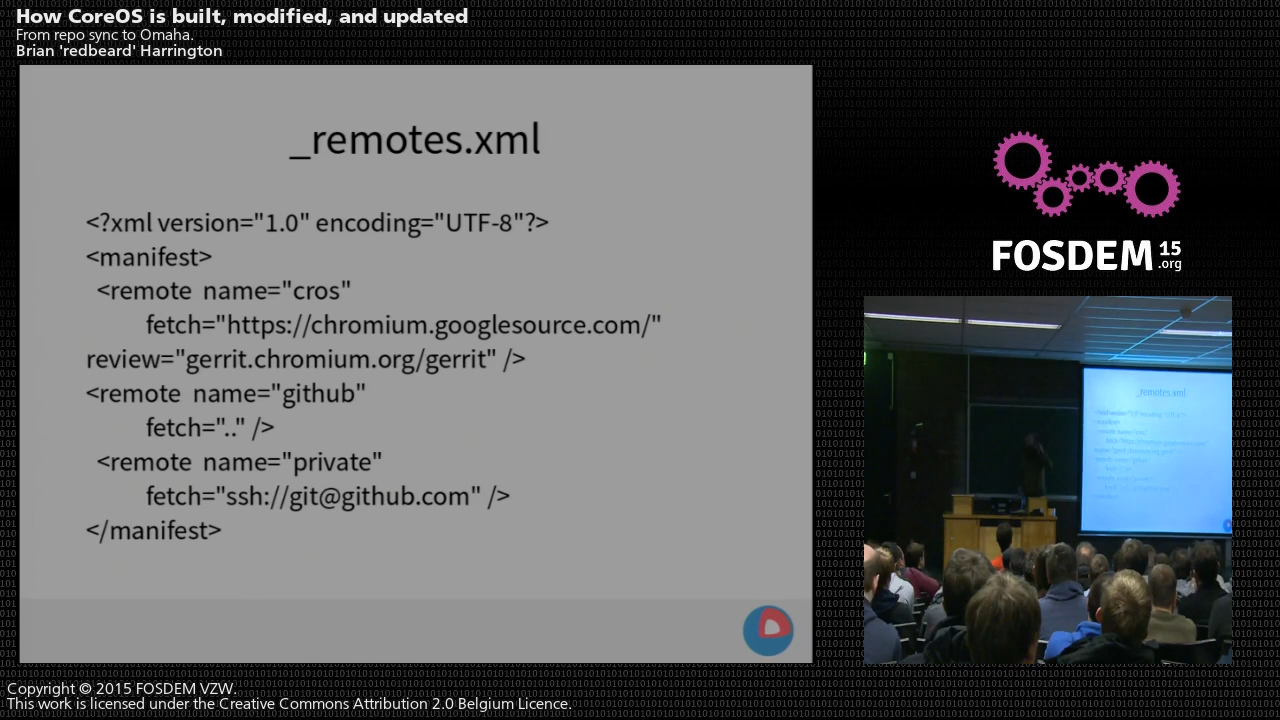 How CoreOS is built, modified, and updated
From repo sync to Omaha.
Brian 'redbeard' Harrington
_remotes.xml
<?xml version="1.0" encoding="UTF-8"?>
<manifest>
<remote name="cros"
fetch="https://chromium.googlesource.com/"
review="gerrit.chromium.org/gerrit" />
<remote name="github"
fetch=".." />
<remote name="private"
fetch="ssh://git@github.com" />
</manifest>
FOSDEM 15
.org
_remotes.xml
Copyright © 2015 FOSDEM VZW.
This work is licensed under the Creative Commons Attribution 2.0 Belgium Licence.